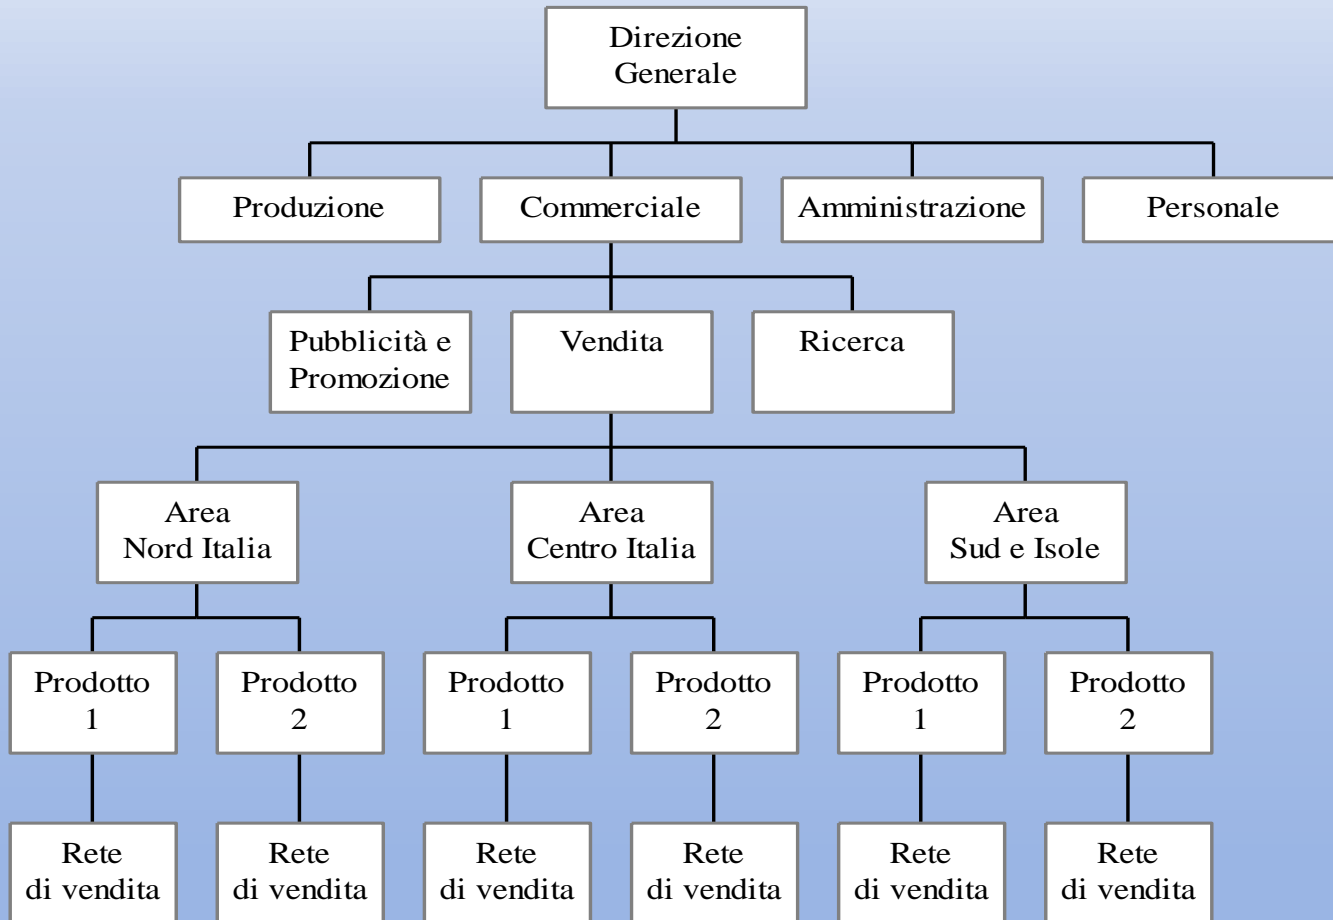 Direzione
Generale
Produzione
Commerciale
Amministrazione
Personale
Pubblicità e
Promozione
Vendita
Ricerca
Area
Nord Italia
Area
Centro Italia
Area
Sud e Isole
Prodotto
1
Prodotto
2
Prodotto
1
Prodotto
2
Prodotto
1
Prodotto
2
Rete
di vendita
Rete
di vendita
Rete
di vendita
Rete
di vendita
Rete
di vendita
Rete
di vendita